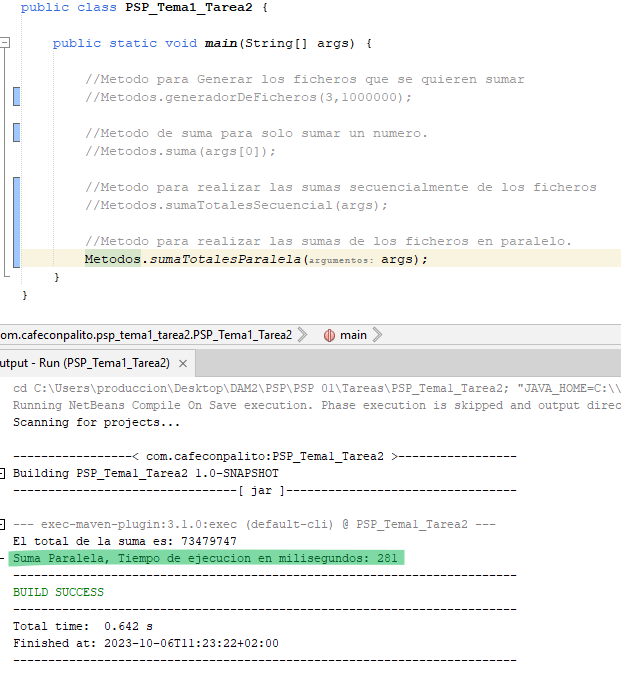 public class PSP_Tema1_Tarea2 {
public static void main(String[] args) {
//Metodo para Generar los ficheros que se quieren sumar
//Metodos.generadorDeFicheros(3,1000000);
//Metodo de suma para solo sumar un numero.
//Metodos.suma(args[0]);
//Metodo para realizar las sumas secuencialmente de los ficheros
//Metodos.sumaTotalesSecuencial(args);
//Metodo para realizar las sumas de los ficheros en paralelo.
Metodos.sumaTotalesParalela(argumentos: args);
}
}
om.cafeconpalito.psp_tema1_tarea2.PSP_Tema1_Tarea2 main
utput - Run (PSP_Tema1_Tarea2) ×
cd C:\Users\produccion\Desktop\DAM2\PSP\PSP 01\Tareas\PSP_Tema1_Tarea2; "JAVA_HOME=C:\\
Running NetBeans Compile On Save execution. Phase execution is skipped and output direc
Scanning for projects...
-----------------< com.cafeconpalito:PSP_Tema1_Tarea2 >-----------------
Building PSP_Tema1_Tarea2 1.0-SNAPSHOT
--------------------------------[ jar ]---------------------------------
--- exec-maven-plugin:3.1.0:exec (default-cli) @ PSP_Tema1_Tarea2 ---
El total de la suma es: 73479747
Suma Paralela, Tiempo de ejecucion en milisegundos: 281
------------------------------------------------------------------------
BUILD SUCCESS
------------------------------------------------------------------------
Total time:  0.642 s
Finished at: 2023-10-06T11:23:22+02:00
------------------------------------------------------------------------